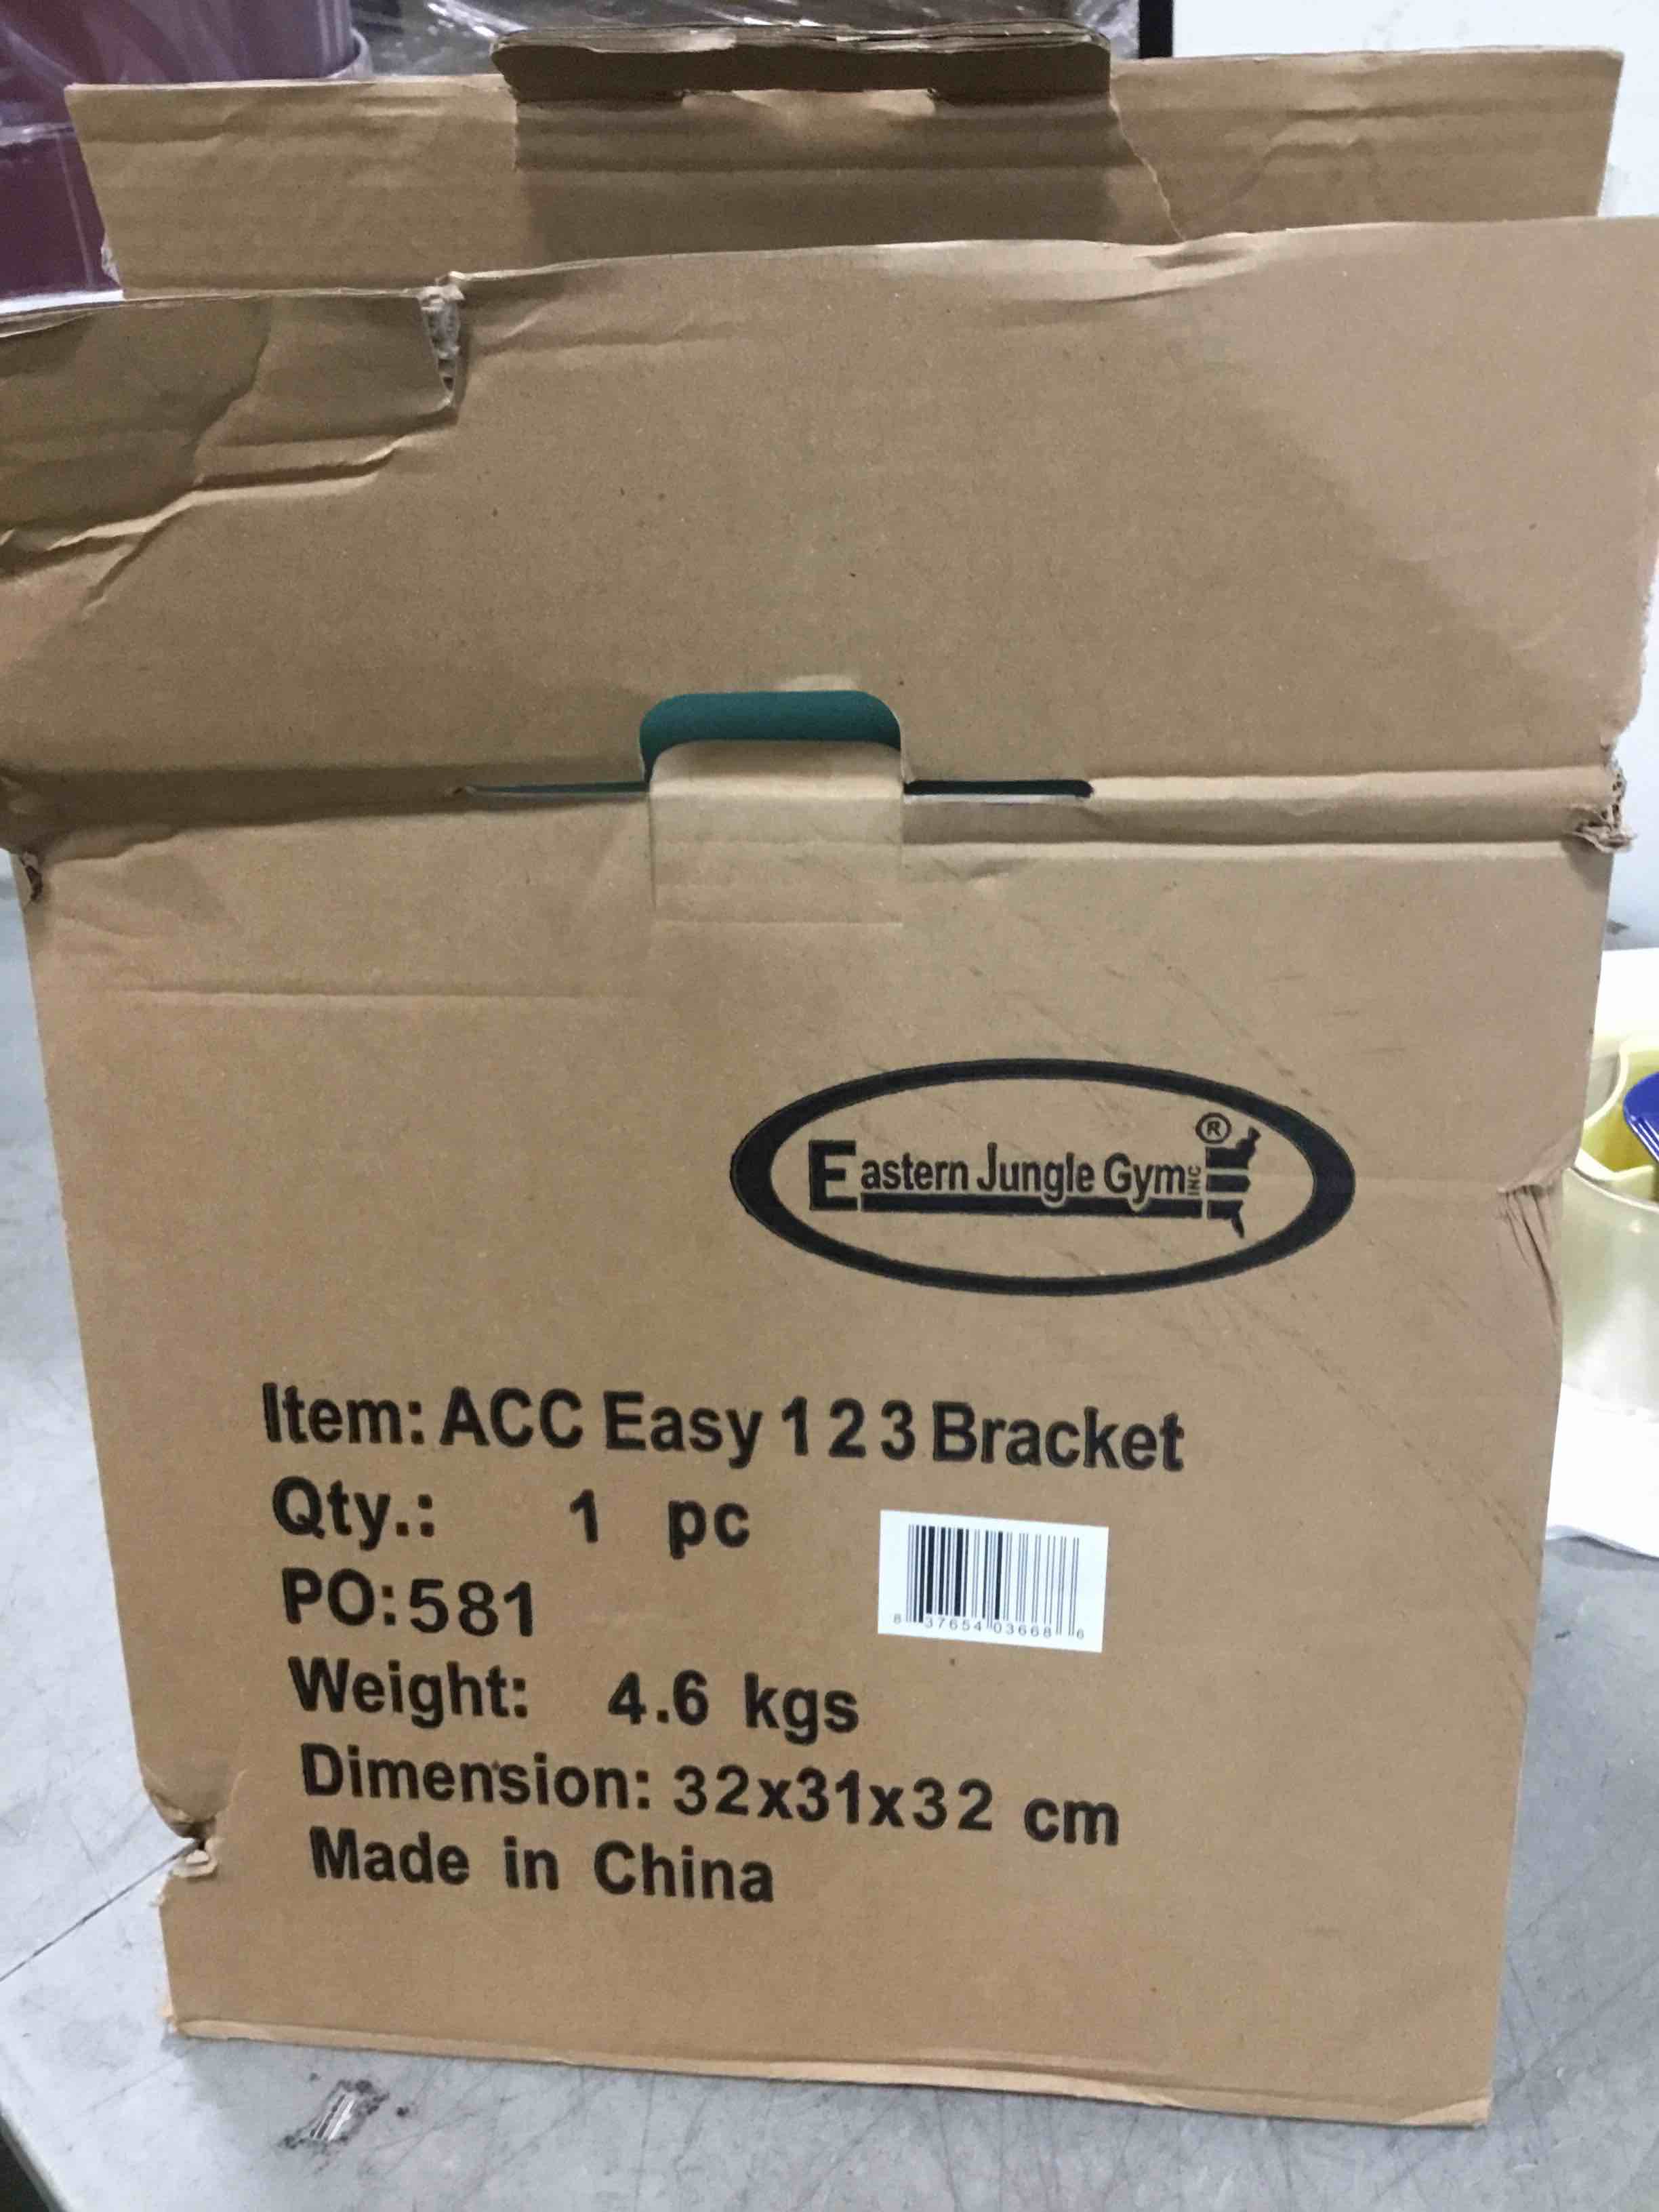 Eastern Jungle Gym INC ®
Item: ACC Easy 1 2 3 Bracket
Qty.: 1 pc
8 37654 03668 6
PO:581
Weight: 4.6 kgs
Dimension: 32x31x32 cm
Made in China